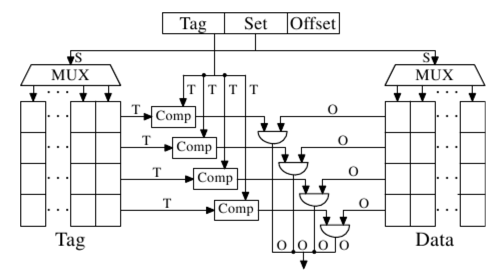 Tag Set Offset
S S
MUX MUX
T T T T
T Comp O
T Comp O
T Comp O
T Comp O
O O O O
Tag Data